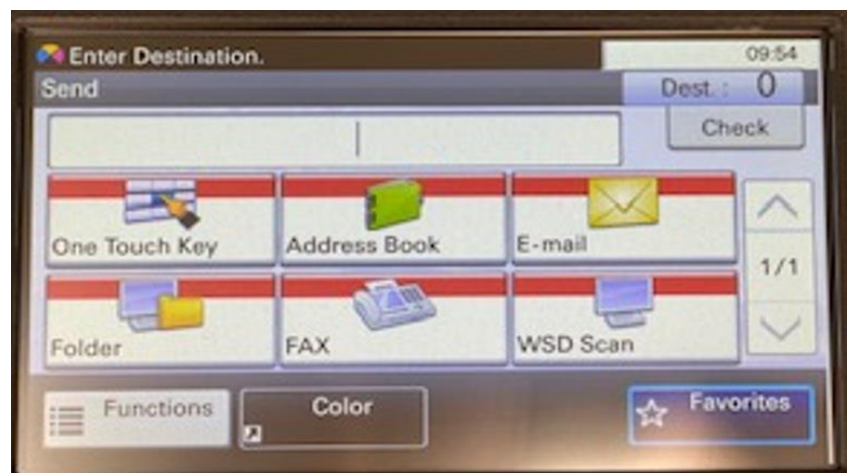 Enter Destination.
09:54
Send
Dest. : 0
Check
One Touch Key
Address Book
E-mail
1/1
Folder
FAX
WSD Scan
Functions
Color
Favorites